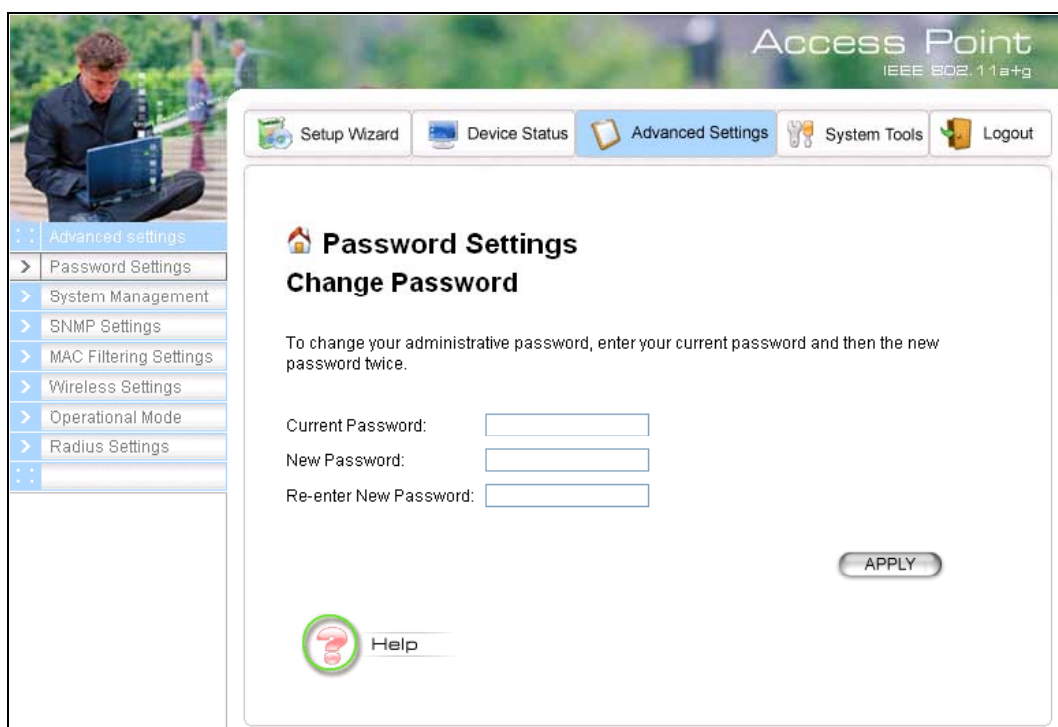 Access Point
IEEE 802.11a+g
Setup Wizard
Device Status
Advanced Settings
System Tools
Logout
Advanced settings
Password Settings
System Management
SNMP Settings
MAC Filtering Settings
Wireless Settings
Operational Mode
Radius Settings
Password Settings
Change Password
To change your administrative password, enter your current password and then the new
password twice.
Current Password:
New Password:
Re-enter New Password:
APPLY
Help